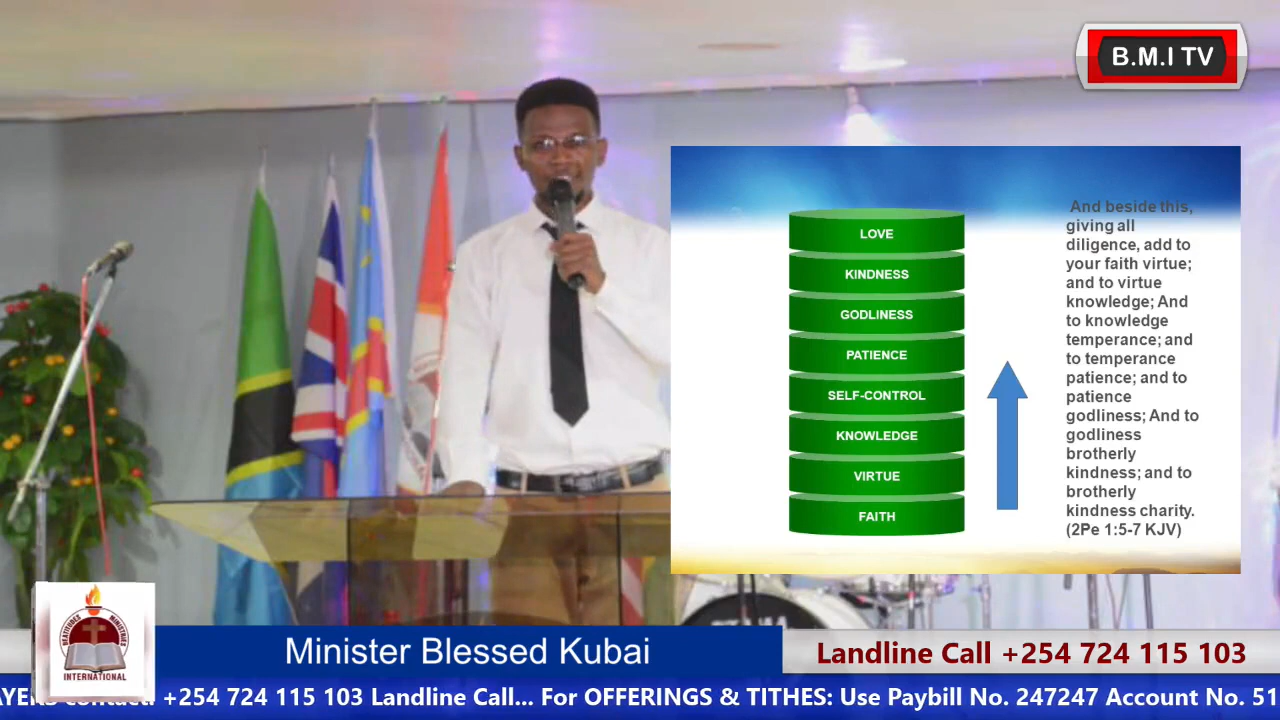 B.M.I TV
LOVE
KINDNESS
GODLINESS
PATIENCE
SELF-CONTROL
KNOWLEDGE
VIRTUE
FAITH
And beside this,
giving all
diligence, add to
your faith virtue;
and to virtue
knowledge; And
to knowledge
temperance; and
to temperance
patience; and to
patience
godliness; And to
godliness
brotherly
kindness; and to
brotherly
kindness charity.
(2Pe 1:5-7 KJV)
BEATITUDES MINISTRIES
INTERNATIONAL
Minister Blessed Kubai
Landline Call +254 724 115 103
+254 724 115 103 Landline Call... For OFFERINGS & TITHES: Use Paybill No. 247247 Account No. 51